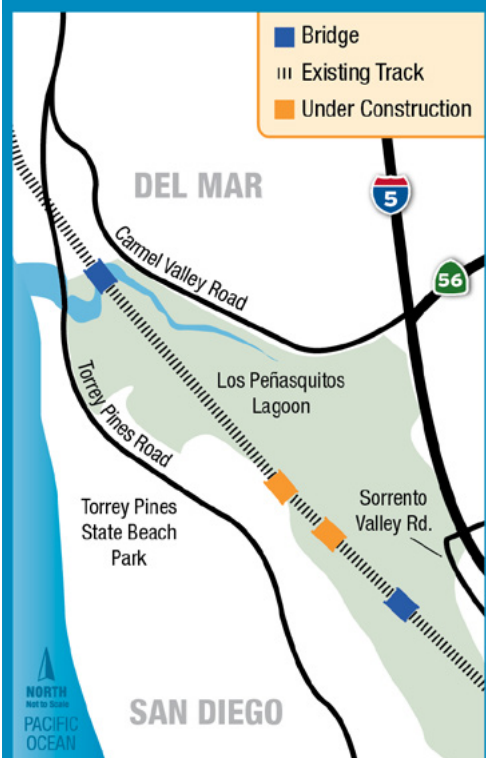 Bridge
Existing Track
Under Construction
DEL MAR
5
56
Carmel Valley Road
Los Peñasquitos
Lagoon
Torrey Pines Road
Sorrento
Valley Rd.
Torrey Pines
State Beach
Park
NORTH
Not to Scale
PACIFIC
OCEAN
SAN DIEGO